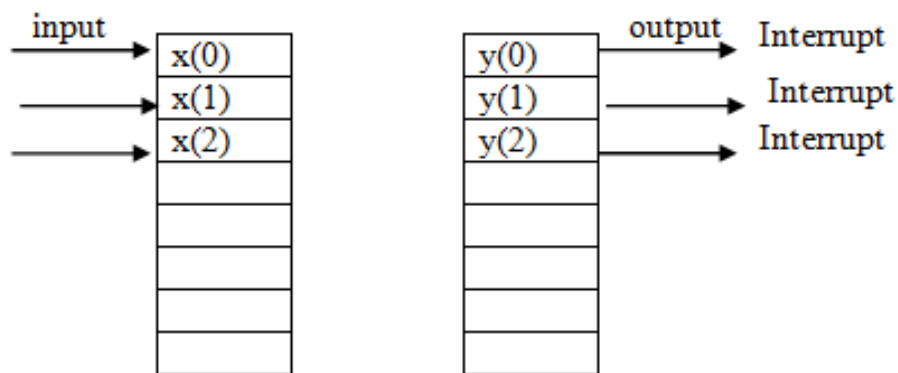 input output Interrupt
x(0) y(0)
x(1) y(1) Interrupt
x(2) y(2) Interrupt